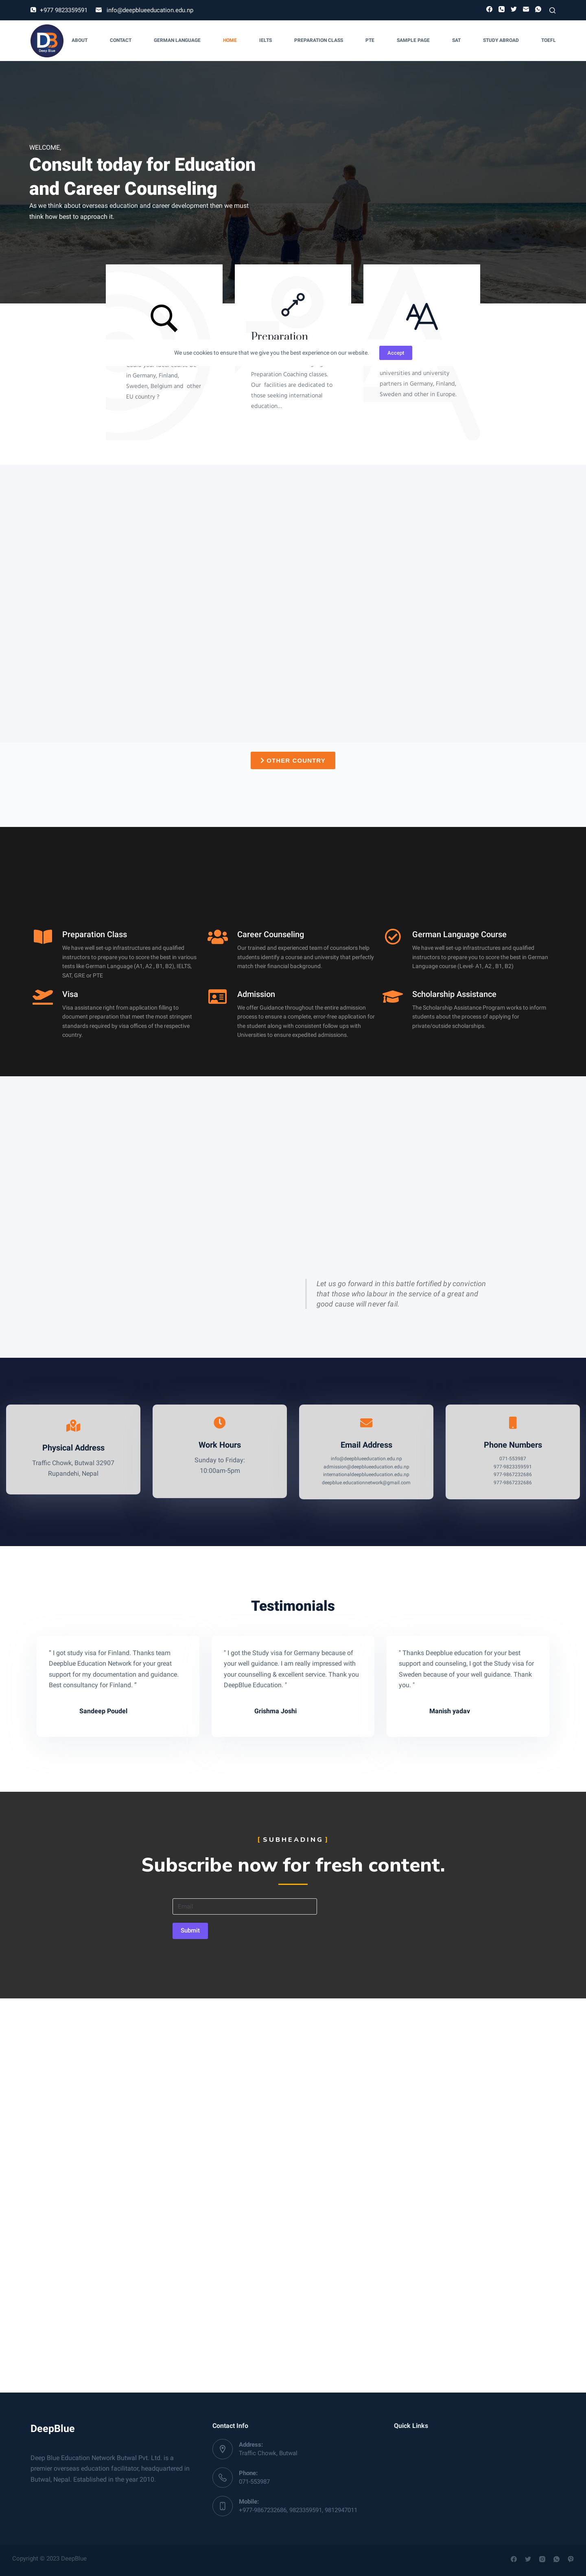 +977 9823359591 info@deepblueeducation.edu.np
DB
Deep Blue
ABOUT CONTACT GERMAN LANGUAGE HOME IELTS PREPARATION CLASS PTE SAMPLE PAGE SAT STUDY ABROAD TOEFL
WELCOME,
Consult today for Education
and Career Counseling
As we think about overseas education and career development then we must
think how best to approach it.
Preparation
We use cookies to ensure that we give you the best experience on our website.
Accept
in Germany, Finland,
Sweden, Belgium and other
EU country ?
Preparation Coaching classes.
Our facilities are dedicated to
those seeking international
education...
universities and university
partners in Germany, Finland,
Sweden and other in Europe.
OTHER COUNTRY
Preparation Class
We have well set-up infrastructures and qualified
instructors to prepare you to score the best in various
tests like German Language (A1, A2 , B1, B2), IELTS,
SAT, GRE or PTE
Career Counseling
Our trained and experienced team of counselors help
students identify a course and university that perfectly
match their financial background.
German Language Course
We have well set-up infrastructures and qualified
instructors to prepare you to score the best in German
Language course (Level- A1, A2 , B1, B2)
Visa
Visa assistance right from application filling to
document preparation that meet the most stringent
standards required by visa offices of the respective
country.
Admission
We offer Guidance throughout the entire admission
process to ensure a complete, error-free application for
the student along with consistent follow ups with
Universities to ensure expedited admissions.
Scholarship Assistance
The Scholarship Assistance Program works to inform
students about the process of applying for
private/outside scholarships.
Let us go forward in this battle fortified by conviction
that those who labour in the service of a great and
good cause will never fail.
Physical Address
Traffic Chowk, Butwal 32907
Rupandehi, Nepal
Work Hours
Sunday to Friday:
10:00am-5pm
Email Address
info@deepblueeducation.edu.np
admission@deepblueeducation.edu.np
internationaldeepblueeducation.edu.np
deepblue.educationnetwork@gmail.com
Phone Numbers
071-553987
977-9823359591
977-9867232686
977-9867232686
Testimonials
" I got study visa for Finland. Thanks team
Deepblue Education Network for your great
support for my documentation and guidance.
Best consultancy for Finland. "
Sandeep Poudel
" I got the Study visa for Germany because of
your well guidance. I am really impressed with
your counselling & excellent service. Thank you
DeepBlue Education. "
Grishma Joshi
" Thanks Deepblue education for your best
support and counseling, I got the Study visa for
Sweden because of your well guidance. Thank
you. "
Manish yadav
[ SUBHEADING ]
Subscribe now for fresh content.
Email
Submit
DeepBlue
Deep Blue Education Network Butwal Pvt. Ltd. is a
premier overseas education facilitator, headquartered in
Butwal, Nepal. Established in the year 2010.
Contact Info
Address:
Traffic Chowk, Butwal
Phone:
071-553987
Mobile:
+977-9867232686, 9823359591, 9812947011
Quick Links
Copyright © 2023 DeepBlue